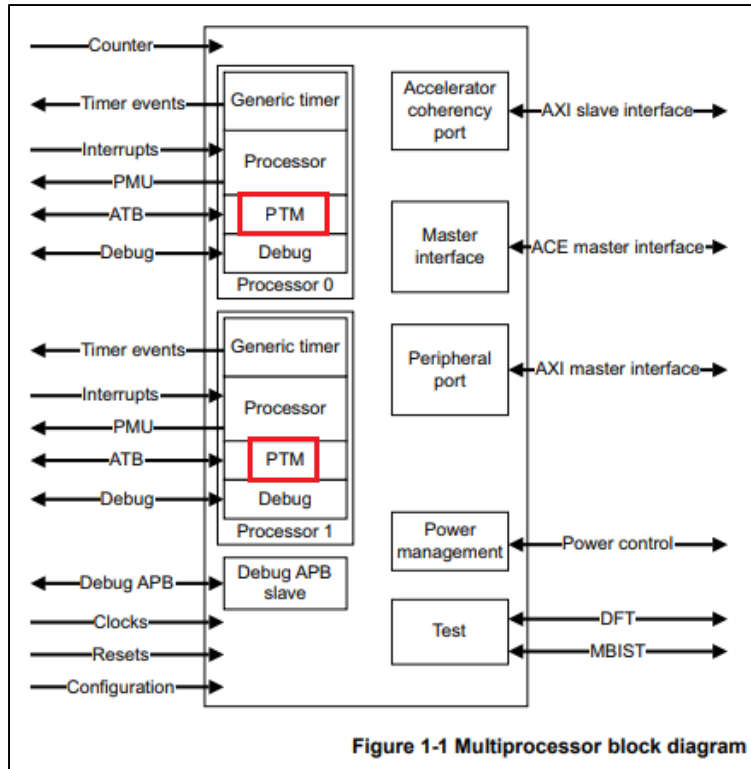 Counter
Timer events
Interrupts
PMU
ATB
Debug
Generic timer
Processor
PTM
Debug
Processor 0
Timer events
Interrupts
PMU
ATB
Debug
Generic timer
Processor
PTM
Debug
Processor 1
Debug APB
Debug APB
slave
Clocks
Resets
Configuration
Accelerator
coherency
port
AXI slave interface
Master
interface
ACE master interface
Peripheral
port
AXI master interface
Power
management
Power control
Test
DFT
MBIST
Figure 1-1 Multiprocessor block diagram